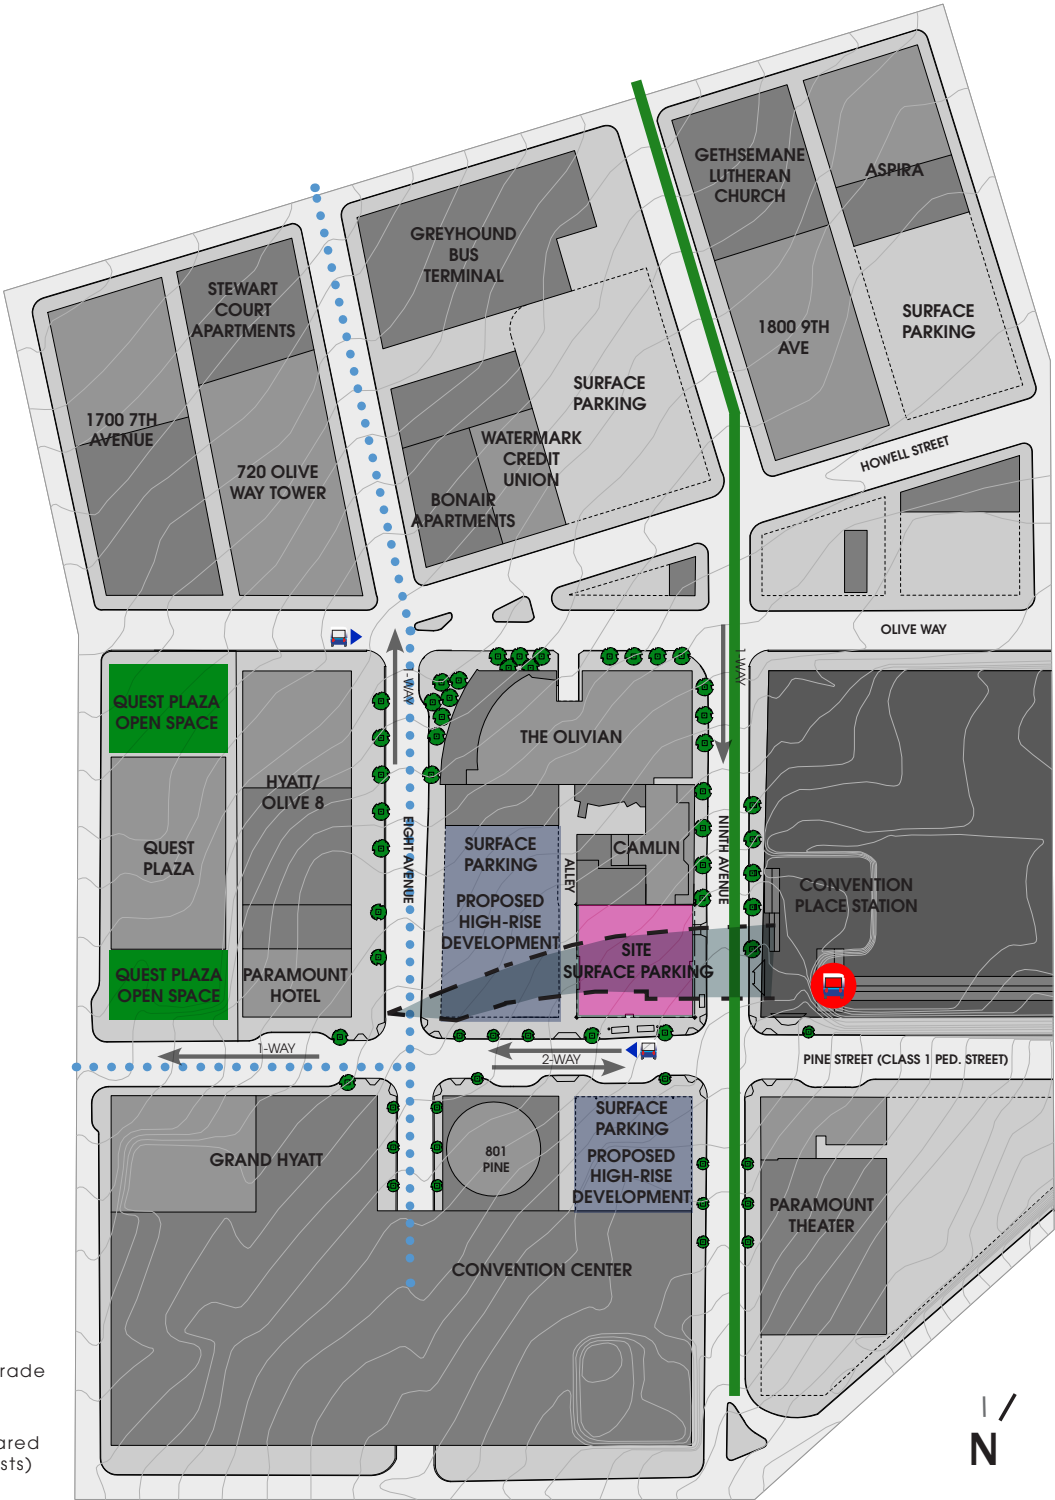 GETHSEMANE
LUTHERAN
CHURCH
ASPIRA
GREYHOUND
BUS
TERMINAL
STEWART
COURT
APARTMENTS
1800 9TH
AVE
SURFACE
PARKING
SURFACE
PARKING
1700 7TH
AVENUE
WATERMARK
CREDIT
UNION
HOWELL STREET
720 OLIVE
WAY TOWER
BONAIR
APARTMENTS
OLIVE WAY
1-WAY
1-WAY
QUEST PLAZA
OPEN SPACE
THE OLIVIAN
HYATT/
OLIVE 8
QUEST
PLAZA
EIGHT AVENUE
SURFACE
PARKING
PROPOSED
HIGH-RISE
DEVELOPMENT
ALLEY
CAMLIN
NINTH AVENUE
CONVENTION
PLACE STATION
SITE
SURFACE PARKING
QUEST PLAZA
OPEN SPACE
PARAMOUNT
HOTEL
1-WAY
2-WAY
PINE STREET (CLASS 1 PED. STREET)
SURFACE
PARKING
PROPOSED
HIGH-RISE
DEVELOPMENT
GRAND HYATT
801
PINE
PARAMOUNT
THEATER
CONVENTION CENTER
rade
ared
sts)
N